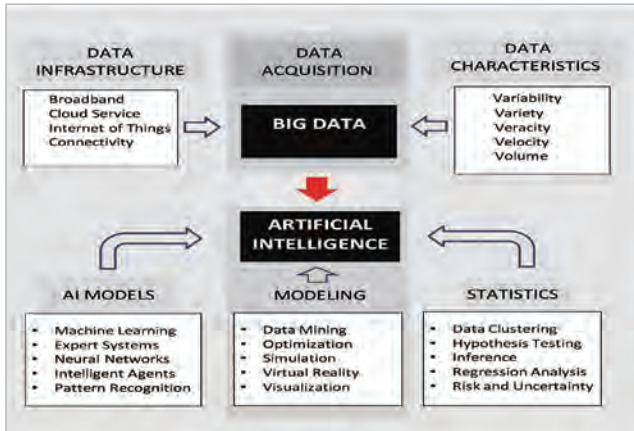 DATA
INFRASTRUCTURE
Broadband
Cloud Service
Internet of Things
Connectivity
DATA
ACQUISITION
BIG DATA
DATA
CHARACTERISTICS
Variability
Variety
Veracity
Velocity
Volume
ARTIFICIAL
INTELLIGENCE
AI MODELS
• Machine Learning
• Expert Systems
• Neural Networks
• Intelligent Agents
• Pattern Recognition
MODELING
• Data Mining
• Optimization
• Simulation
• Virtual Reality
• Visualization
STATISTICS
• Data Clustering
• Hypothesis Testing
• Inference
• Regression Analysis
• Risk and Uncertainty